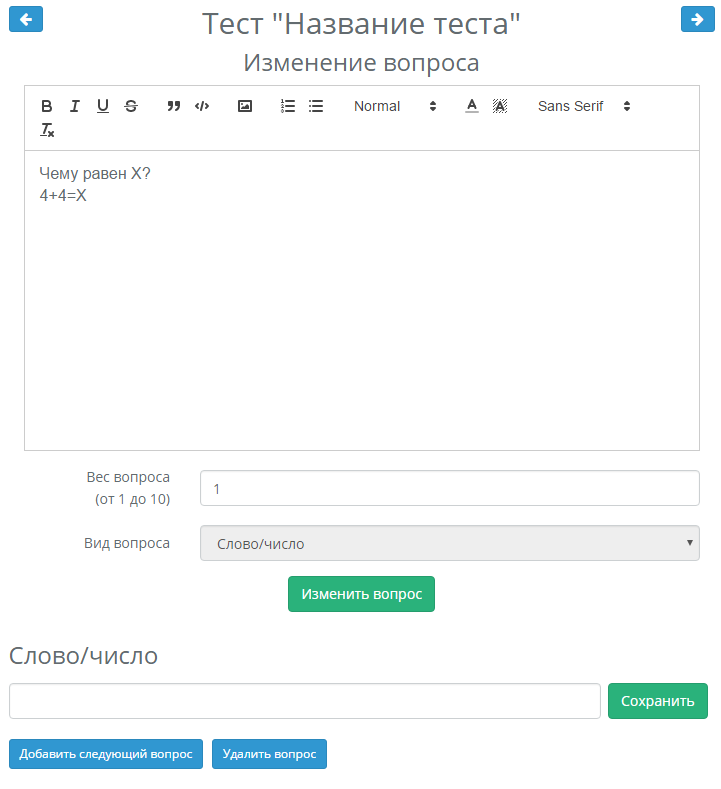 Тест "Название теста"
Изменение вопроса
B I U S Normal A A Sans Serif
Tx
Чему равен X?
4+4=X
Вес вопроса
(от 1 до 10)
1
Вид вопроса
Слово/число
Изменить вопрос
Слово/число
Сохранить
Добавить следующий вопрос
Удалить вопрос